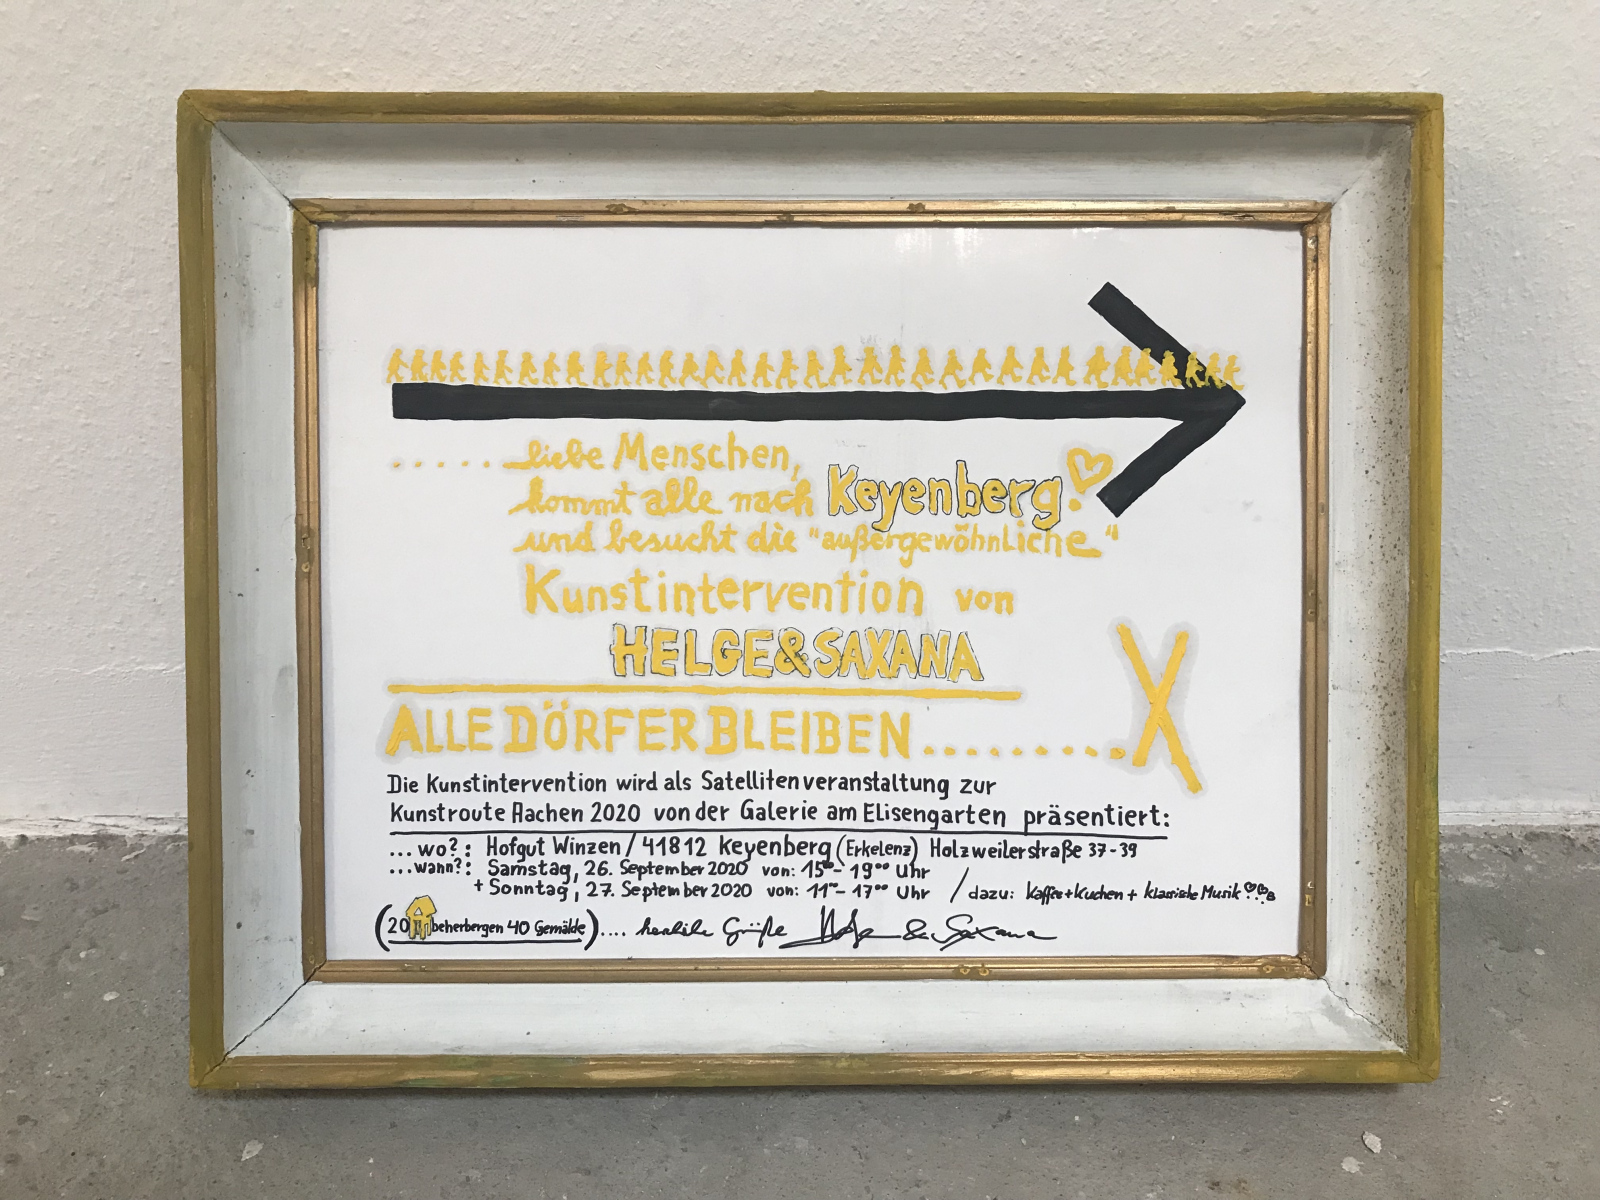 ......liebe Menschen,
kommt alle nach Keyenberg!
und besucht die "außergewöhnliche"
Kunstintervention von
HELGE&SAXANA
ALLE DÖRFER BLEIBEN.........X
Die Kunstintervention wird als Satellitenveranstaltung zur
Kunstroute Aachen 2020 von der Galerie am Elisengarten präsentiert:
...wo?: Hofgut Winzen/41812 Keyenberg (Erkelenz) Holzweilerstraße 37-39
...wann?: Samstag, 26. September 2020 von: 15⁰⁰-19⁰⁰ Uhr
+ Sonntag, 27. September 2020 von: 11⁰⁰-17⁰⁰ Uhr / dazu: Kaffee+Kuchen + klassische Musik
(20 beherbergen 40 Gemälde).... herzliche Grüße Helge & Saxana